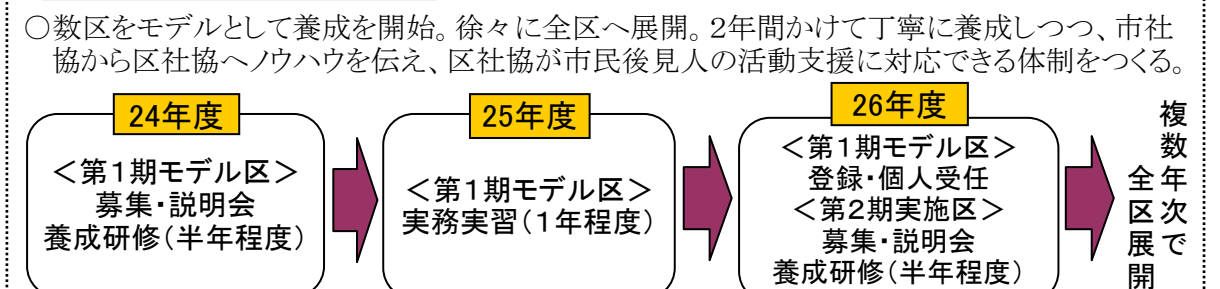 ○数区をモデルとして養成を開始。徐々に全区へ展開。2年間かけて丁寧に養成しつつ、市社
協から区社協へノウハウを伝え、区社協が市民後見人の活動支援に対応できる体制をつくる。
24年度
＜第1期モデル区＞
募集・説明会
養成研修(半年程度)
25年度
＜第1期モデル区＞
実務実習(1年程度)
26年度
＜第1期モデル区＞
登録・個人受任
＜第2期実施区＞
募集・説明会
養成研修(半年程度)
複数年次で
全区展開